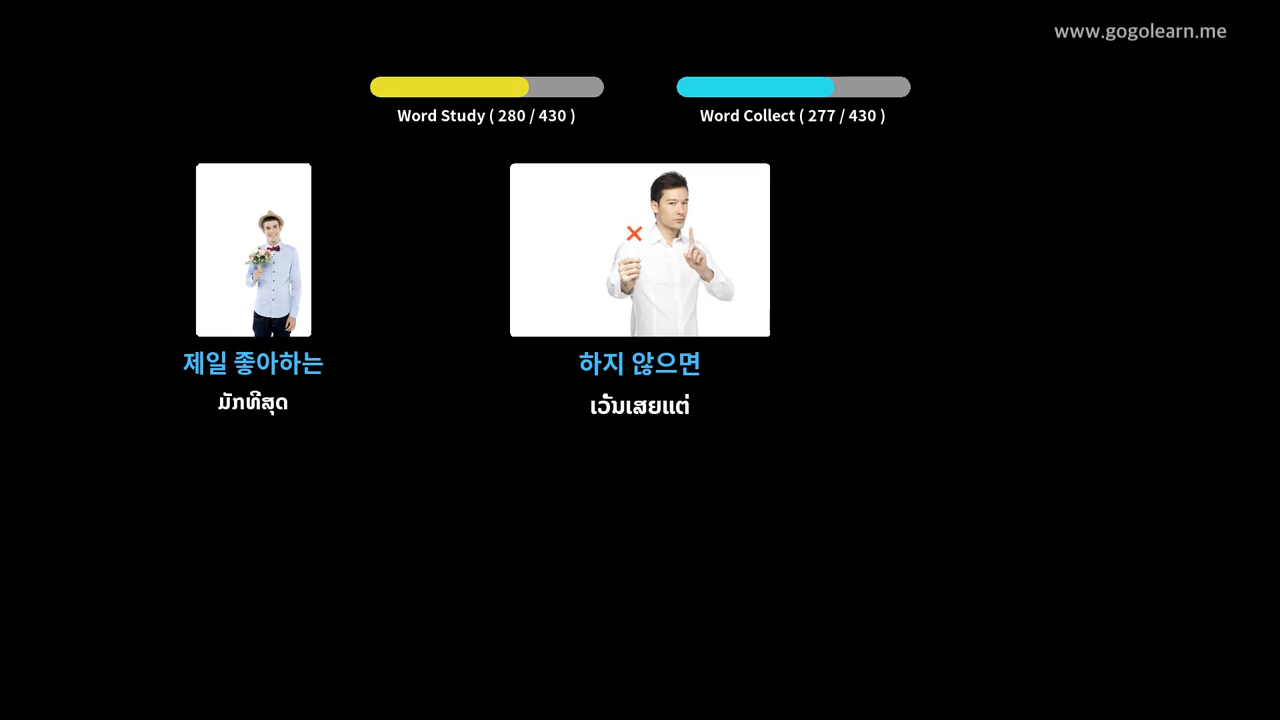 www.gogolearn.me
Word Study ( 280 / 430 )
Word Collect ( 277 / 430 )
제일 좋아하는
ມັກທີສຸດ
하지 않으면
ເວັ້ນເສຍແຕ່